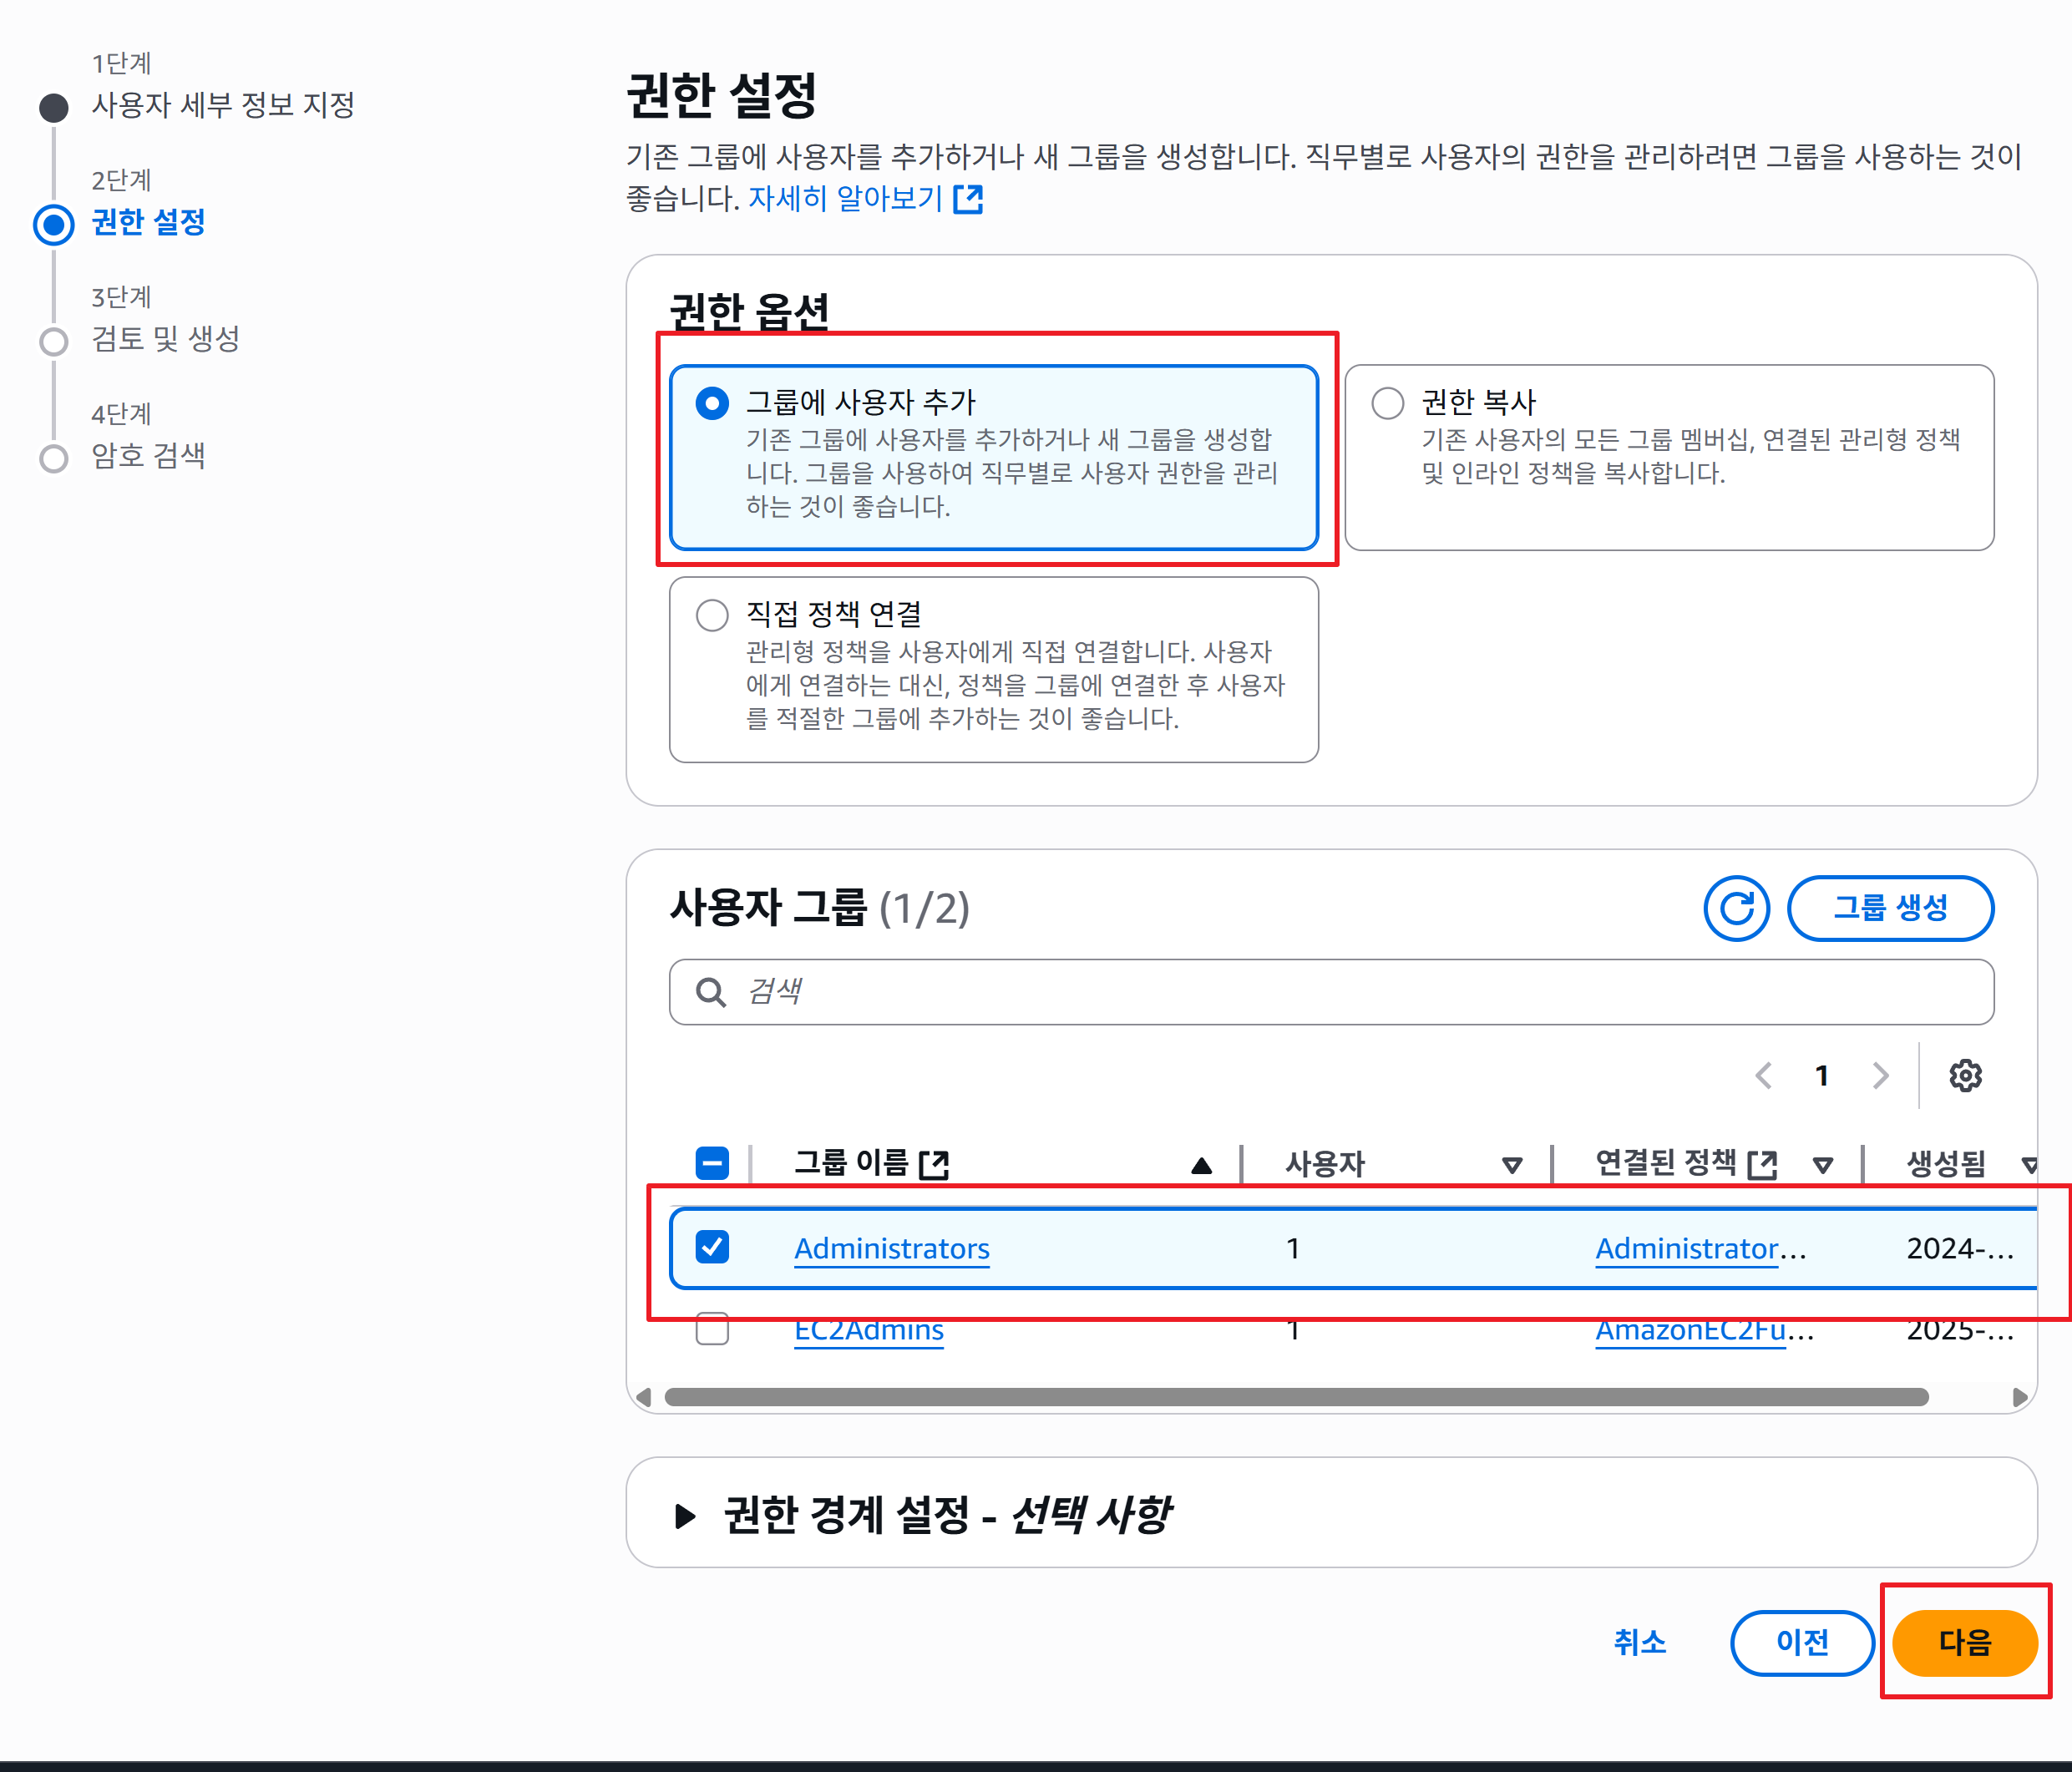 1단계
사용자 세부 정보 지정
2단계
권한 설정
3단계
검토 및 생성
4단계
암호 검색
권한 설정
기존 그룹에 사용자를 추가하거나 새 그룹을 생성합니다. 직무별로 사용자의 권한을 관리하려면 그룹을 사용하는 것이
좋습니다. 자세히 알아보기
권한 옵션
그룹에 사용자 추가
기존 그룹에 사용자를 추가하거나 새 그룹을 생성합
니다. 그룹을 사용하여 직무별로 사용자 권한을 관리
하는 것이 좋습니다.
권한 복사
기존 사용자의 모든 그룹 멤버십, 연결된 관리형 정책
및 인라인 정책을 복사합니다.
직접 정책 연결
관리형 정책을 사용자에게 직접 연결합니다. 사용자
에게 연결하는 대신, 정책을 그룹에 연결한 후 사용자
를 적절한 그룹에 추가하는 것이 좋습니다.
사용자 그룹 (1/2)
그룹 생성
검색
1
그룹 이름 사용자 연결된 정책 생성됨
Administrators 1 Administrator... 2024-...
EC2Admins 1 AmazonEC2Fu... 2025-...
권한 경계 설정 - 선택 사항
취소 이전 다음